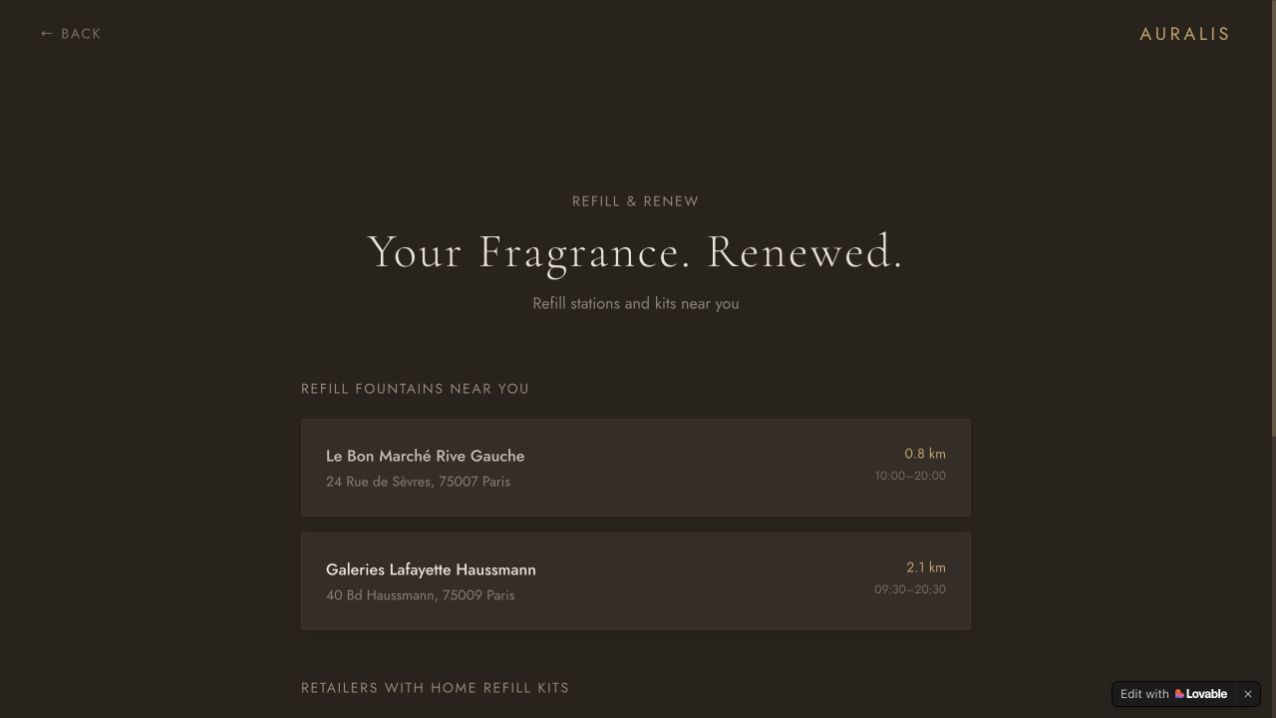 ← BACK
AURALIS
REFILL & RENEW
Your Fragrance. Renewed.
Refill stations and kits near you
REFILL FOUNTAINS NEAR YOU
Le Bon Marché Rive Gauche
0.8 km
24 Rue de Sèvres, 75007 Paris
10:00–20:00
Galeries Lafayette Haussmann
2.1 km
40 Bd Haussmann, 75009 Paris
09:30–20:30
RETAILERS WITH HOME REFILL KITS
Edit with Lovable ×